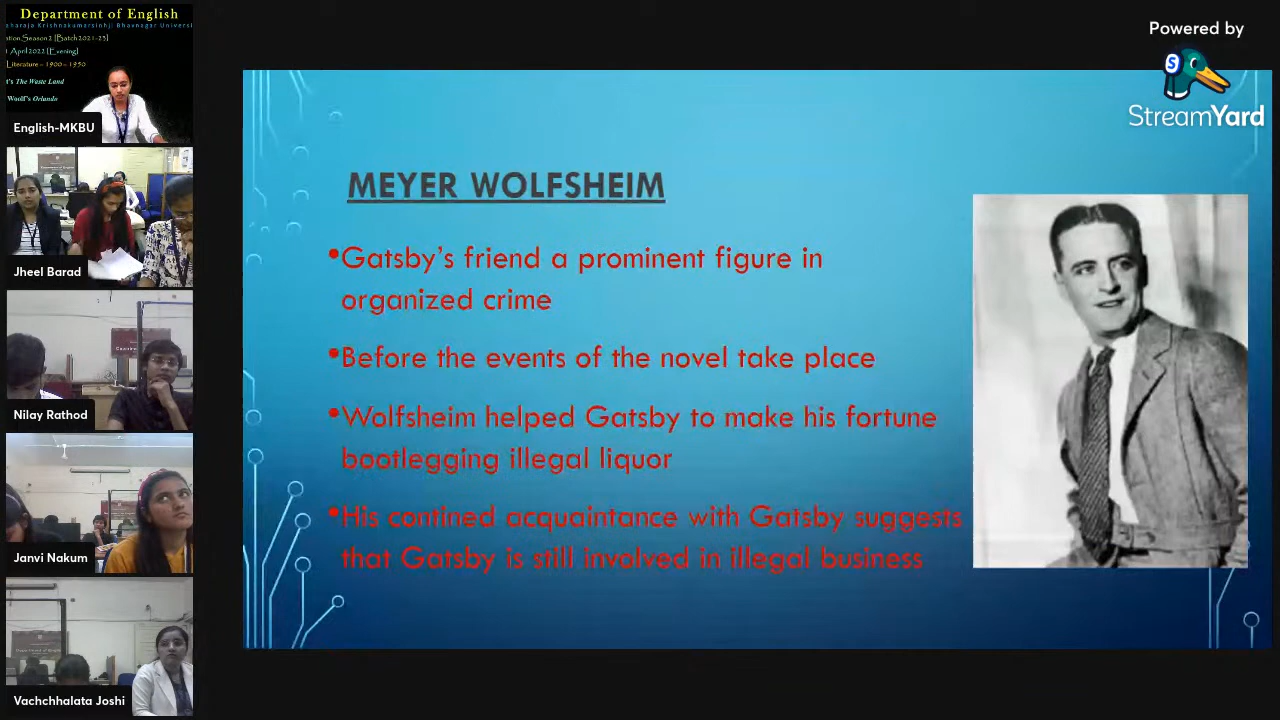 Department of English
Maharaja Krishnakumarsinhji Bhavnagar Universi
ation Season 2 [Batch 2021-23]
April 2022 [Evening]
Literature – 1900 – 1950
t's The Waste Land
Woolf's Orlando
English-MKBU
Jheel Barad
Nilay Rathod
Janvi Nakum
Vachchhalata Joshi
Powered by
StreamYard
MEYER WOLFSHEIM
•Gatsby's friend a prominent figure in
organized crime
•Before the events of the novel take place
•Wolfsheim helped Gatsby to make his fortune
bootlegging illegal liquor
•His contined acquaintance with Gatsby suggests
that Gatsby is still involved in illegal business